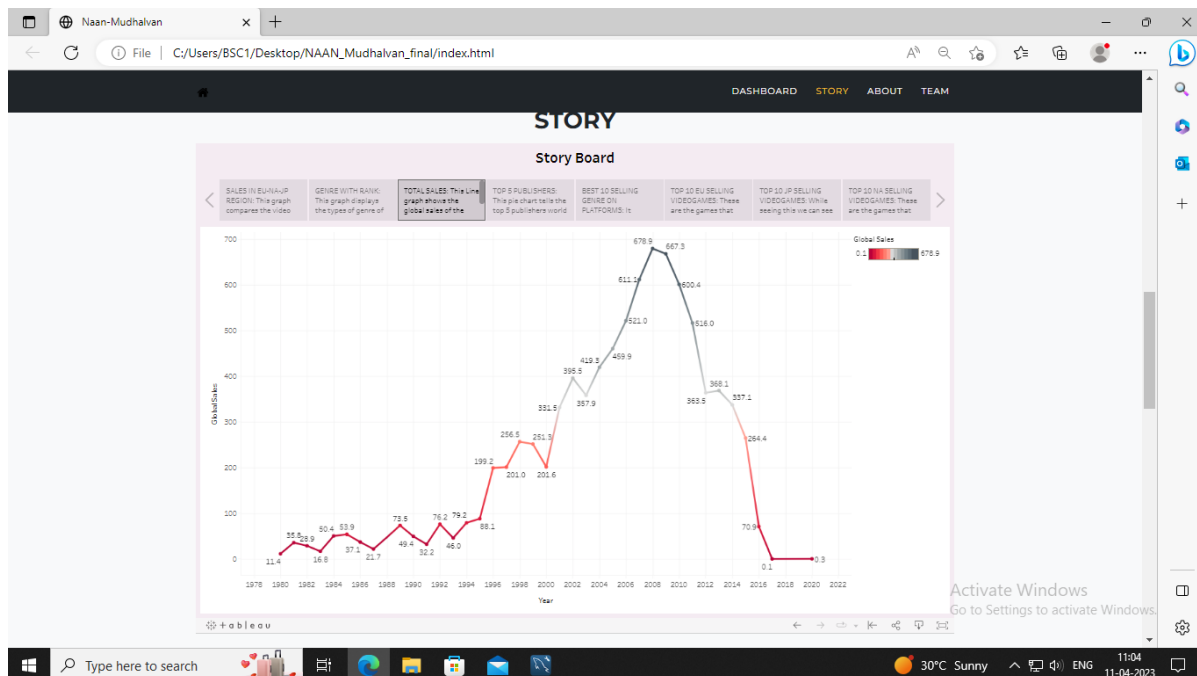 Naan-Mudhalvan
File
C:/Users/BSC1/Desktop/NAAN_Mudhalvan_final/index.html
DASHBOARD STORY ABOUT TEAM
STORY
Story Board
SALES IN EU-NA-JP
REGION: This graph
compares the video
GENRE WITH RANK:
This graph displays
the types of genre of
TOTAL SALES: This Line
graph shows the
global sales of the
TOP 5 PUBLISHERS:
This pie chart tells the
top 5 publishers world
BEST 10 SELLING
GENRE ON
PLATFORMS: It
TOP 10 EU SELLING
VIDEOGAMES: These
are the games that
TOP 10 JP SELLING
VIDEOGAMES: While
seeing this we can see
TOP 10 NA SELLING
VIDEOGAMES: These
are the games that
Global Sales
0.1 678.9
700
600
500
400
300
200
100
0
Global Sales
11.4
35.8
28.9
16.8
50.4
53.9
37.1
21.7
73.5
49.4
32.2
76.2
46.0
79.2
88.1
199.2
201.0
256.5
251.3
201.6
331.5
395.5
357.9
419.3
459.9
521.0
611.1
678.9
667.3
600.4
516.0
363.5
368.1
337.1
264.4
70.9
0.1
0.3
1978 1980 1982 1984 1986 1988 1990 1992 1994 1996 1998 2000 2002 2004 2006 2008 2010 2012 2014 2016 2018 2020 2022
Year
+ableau
Activate Windows
Go to Settings to activate Windows.
Type here to search
30°C Sunny
ENG
11:04
11-04-2023